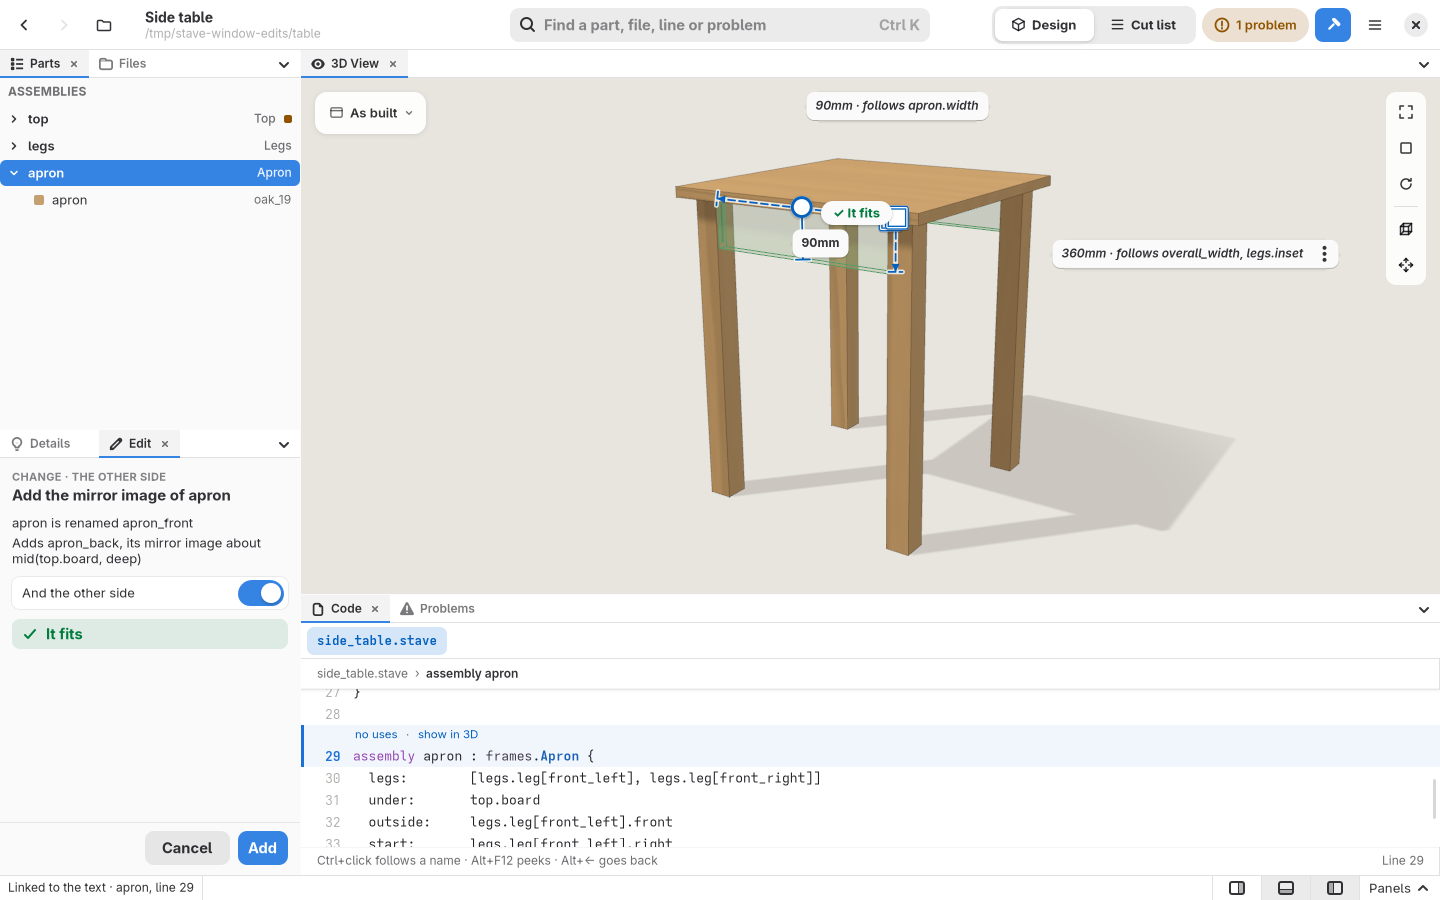 Side table
/tmp/stave-window-edits/table
Find a part, file, line or problem
Ctrl K
Design
Cut list
1 problem
Parts
Files
3D View
ASSEMBLIES
top
Top
legs
Legs
apron
Apron
apron
oak_19
As built
90mm · follows apron.width
It fits
90mm
360mm · follows overall_width, legs.inset
Details
Edit
CHANGE · THE OTHER SIDE
Add the mirror image of apron
apron is renamed apron_front
Adds apron_back, its mirror image about
mid(top.board, deep)
And the other side
It fits
Cancel
Add
Code
Problems
side_table.stave
side_table.stave › assembly apron
27 }
28
no uses · show in 3D
29 assembly apron : frames.Apron {
30 legs: [legs.leg[front_left], legs.leg[front_right]]
31 under: top.board
32 outside: legs.leg[front_left].front
33 start: legs.leg[front_left].right
Ctrl+click follows a name · Alt+F12 peeks · Alt+← goes back
Line 29
Linked to the text · apron, line 29
Panels